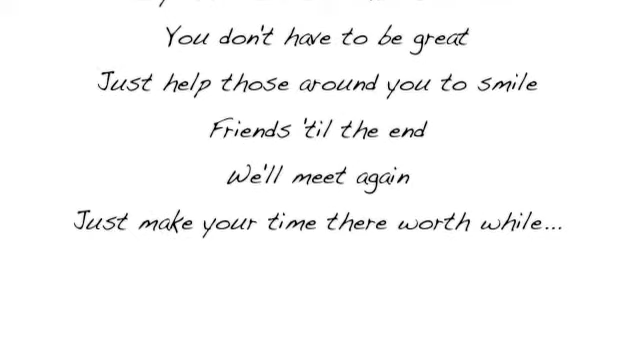 You don't have to be great
Just help those around you to smile
Friends 'til the end
We'll meet again
Just make your time there worth while...